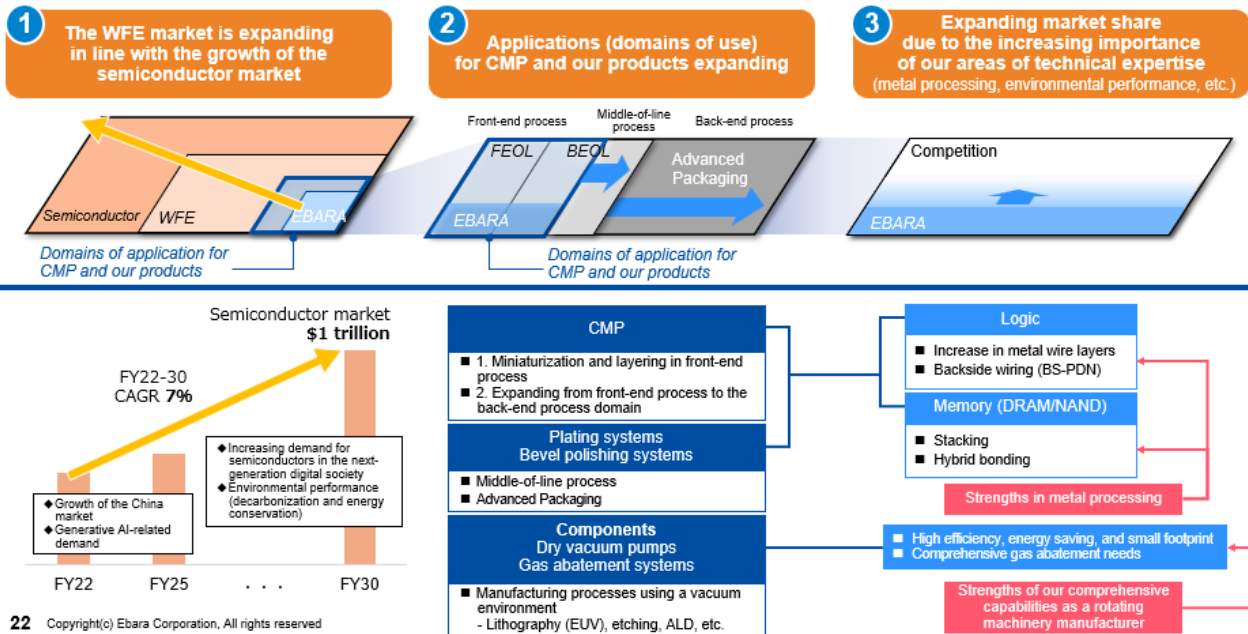 1
The WFE market is expanding
in line with the growth of the
semiconductor market
2
Applications (domains of use)
for CMP and our products expanding
3
Expanding market share
due to the increasing importance
of our areas of technical expertise
(metal processing, environmental performance, etc.)
Semiconductor
WFE
EBARA
Domains of application for
CMP and our products
Front-end process
Middle-of-line
process
Back-end process
FEOL
BEOL
Advanced
Packaging
EBARA
Domains of application for
CMP and our products
Competition
EBARA
Semiconductor market
$1 trillion
FY22-30
CAGR 7%
◆Growth of the China
market
◆Generative AI-related
demand
◆Increasing demand for
semiconductors in the next-
generation digital society
◆Environmental performance
(decarbonization and energy
conservation)
FY22
FY25
. . .
FY30
CMP
■ 1. Miniaturization and layering in front-end
process
■ 2. Expanding from front-end process to the
back-end process domain
Plating systems
Bevel polishing systems
■ Middle-of-line process
■ Advanced Packaging
Components
Dry vacuum pumps
Gas abatement systems
■ Manufacturing processes using a vacuum
environment
- Lithography (EUV), etching, ALD, etc.
Logic
■ Increase in metal wire layers
■ Backside wiring (BS-PDN)
Memory (DRAM/NAND)
■ Stacking
■ Hybrid bonding
Strengths in metal processing
■ High efficiency, energy saving, and small footprint
■ Comprehensive gas abatement needs
Strengths of our comprehensive
capabilities as a rotating
machinery manufacturer
22 Copyright(c) Ebara Corporation, All rights reserved